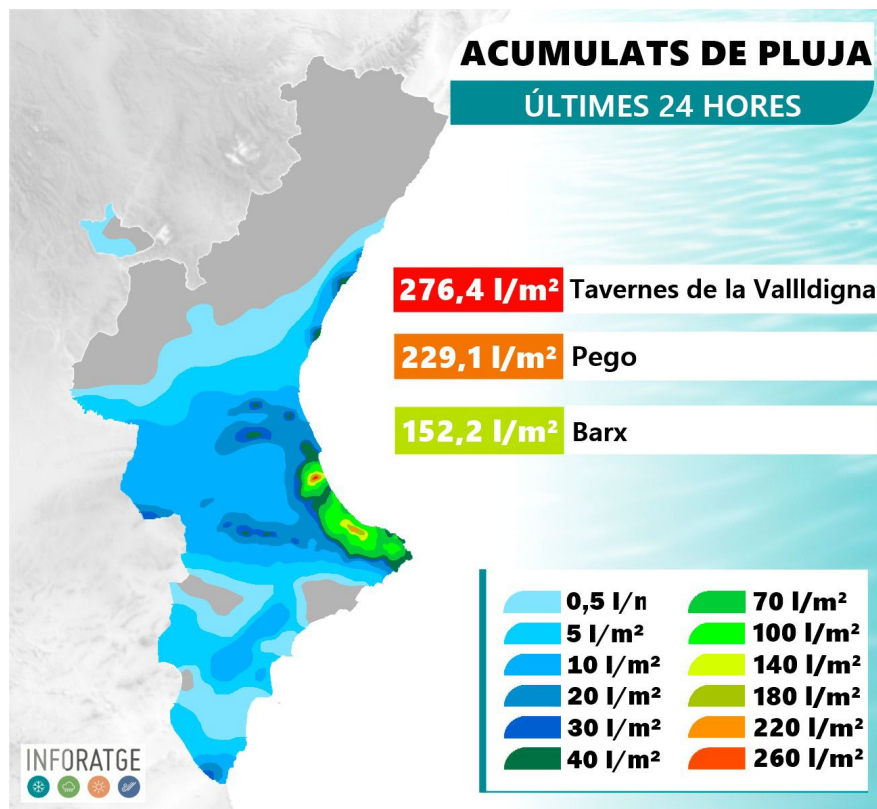 ACUMULATS DE PLUJA
ÚLTIMES 24 HORES
276,4 l/m² Tavernes de la Vallldigna
229,1 l/m² Pego
152,2 l/m² Barx
0,5 l/n 70 l/m²
5 l/m² 100 l/m²
10 l/m² 140 l/m²
20 l/m² 180 l/m²
30 l/m² 220 l/m²
40 l/m² 260 l/m²
INFORATGE